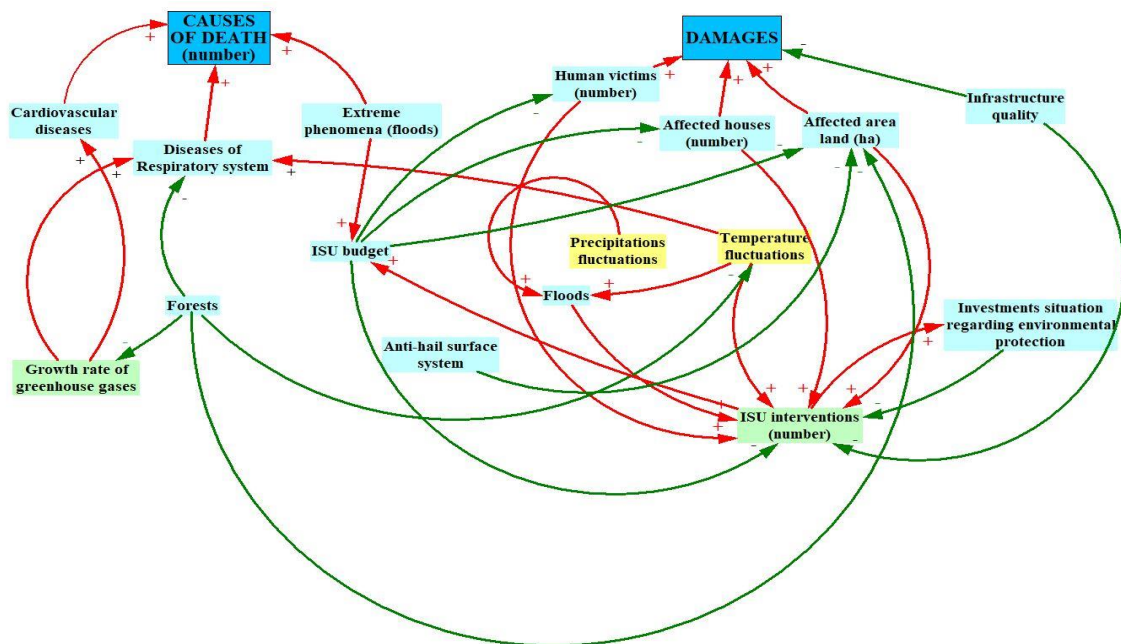 CAUSES
OF DEATH
(number)
DAMAGES
Human victims
(number)
Cardiovascular
diseases
Extreme
phenomena (floods)
Affected houses
(number)
Affected area
land (ha)
Infrastructure
quality
Diseases of
Respiratory system
ISU budget
Precipitations
fluctuations
Temperature
fluctuations
Floods
Forests
Investments situation
regarding environmental
protection
Anti-hail surface
system
Growth rate of
greenhouse gases
ISU interventions
(number)